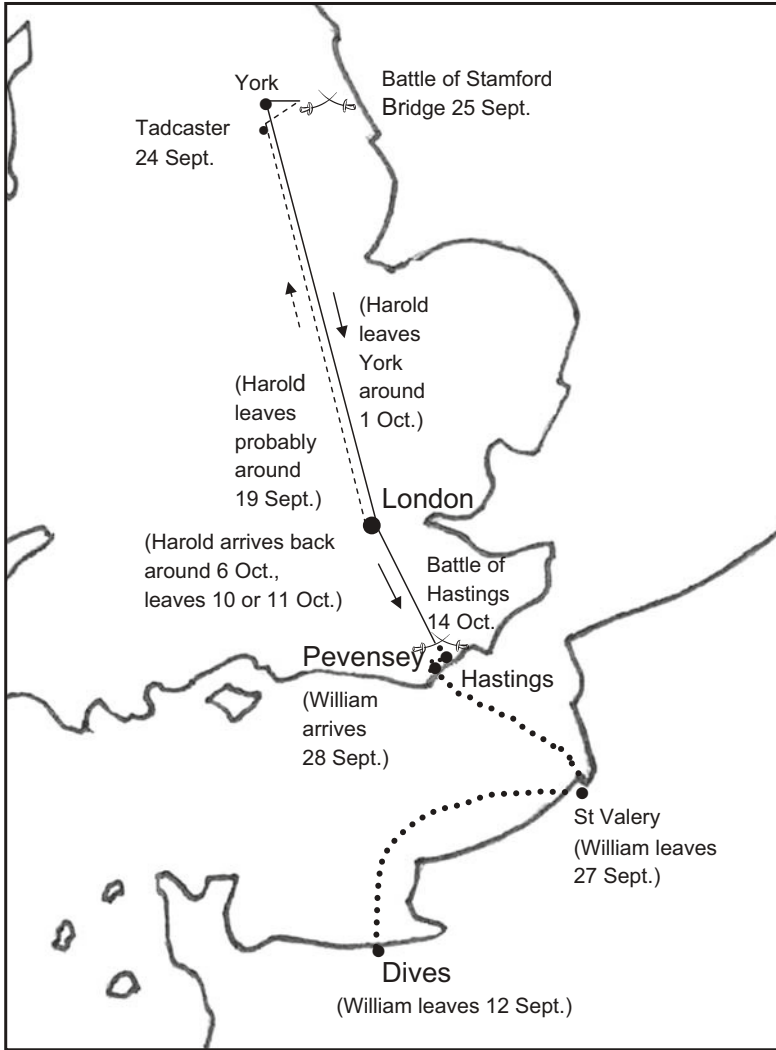 York
Battle of Stamford
Bridge 25 Sept.
Tadcaster
24 Sept.
(Harold
leaves
York
around
1 Oct.)
(Harold
leaves
probably
around
19 Sept.)
London
(Harold arrives back
around 6 Oct.,
leaves 10 or 11 Oct.)
Battle of
Hastings
14 Oct.
Pevensey
Hastings
(William
arrives
28 Sept.)
St Valery
(William leaves
27 Sept.)
Dives
(William leaves 12 Sept.)